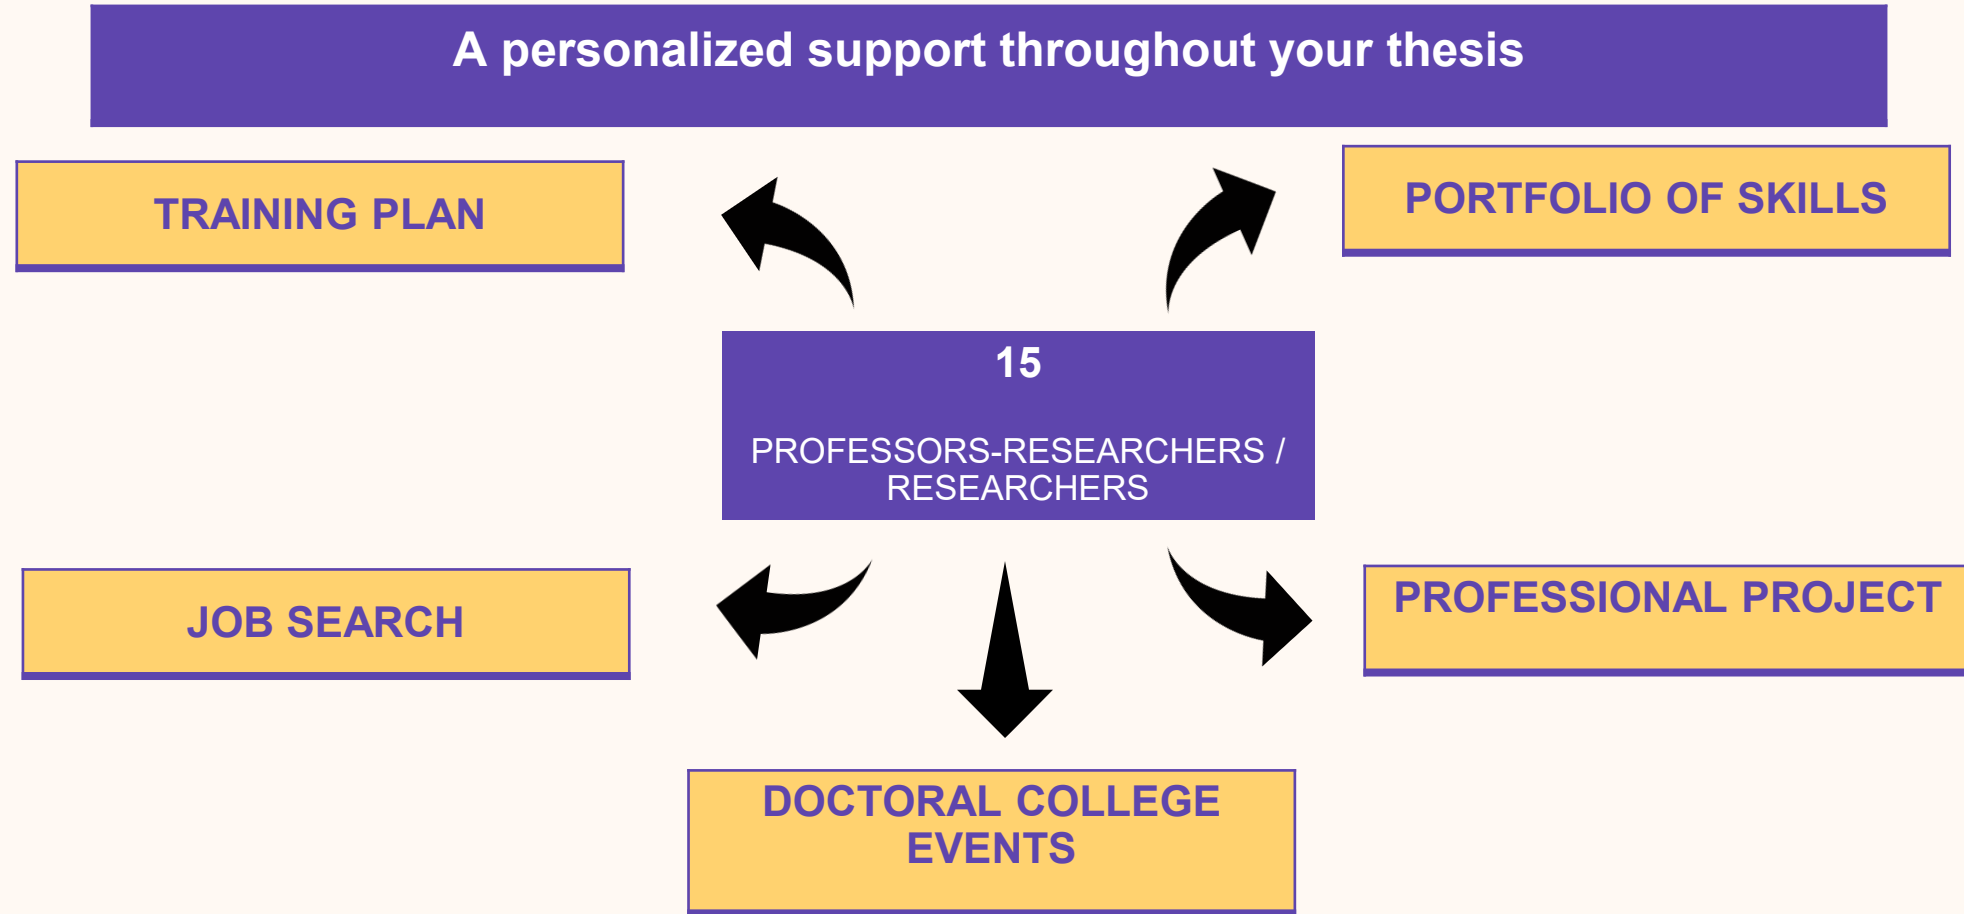 A personalized support throughout your thesis
TRAINING PLAN
PORTFOLIO OF SKILLS
15
PROFESSORS-RESEARCHERS /
RESEARCHERS
JOB SEARCH
PROFESSIONAL PROJECT
DOCTORAL COLLEGE
EVENTS